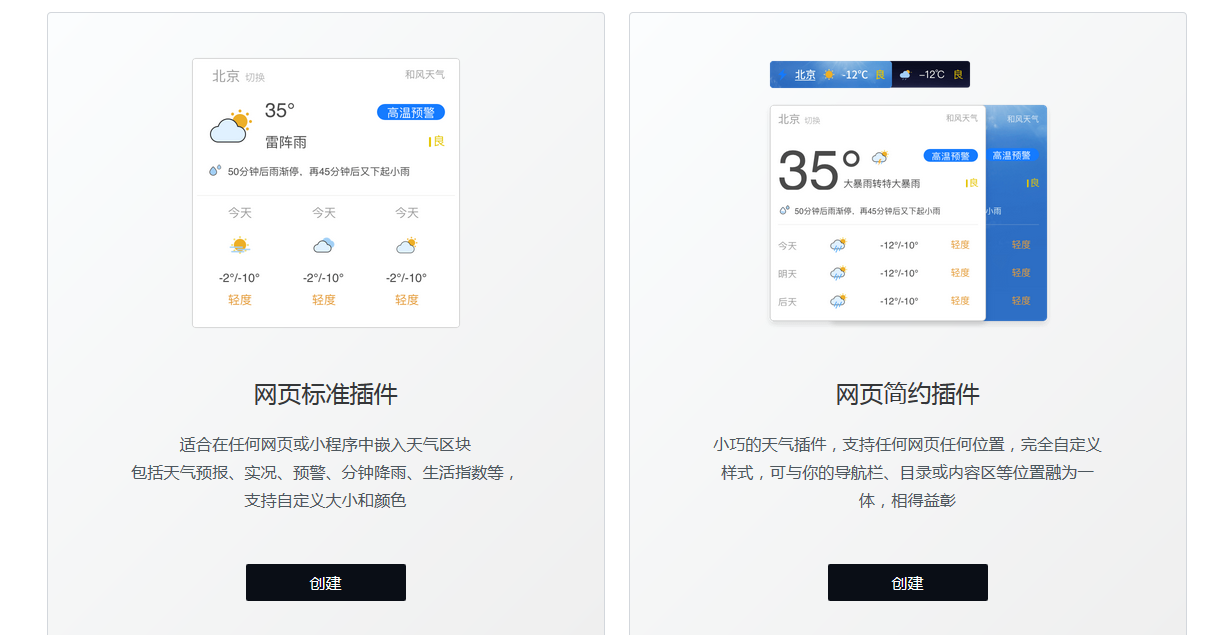 北京 切换 和风天气
35° 高温预警
雷阵雨 良
50分钟后雨渐停，再45分钟后又下起小雨
今天 今天 今天
-2°/-10° -2°/-10° -2°/-10°
轻度 轻度 轻度
网页标准插件
适合在任何网页或小程序中嵌入天气区块
包括天气预报、实况、预警、分钟降雨、生活指数等，
支持自定义大小和颜色
创建
北京 -12℃ 良 -12℃ 良
北京 切换 和风天气 和风天气
35° 高温预警 高温预警
大暴雨转特大暴雨 良 良
50分钟后雨渐停，再45分钟后又下起小雨 小雨
今天 -12°/-10° 轻度 轻度
明天 -12°/-10° 轻度 轻度
后天 -12°/-10° 轻度 轻度
网页简约插件
小巧的天气插件，支持任何网页任何位置，完全自定义
样式，可与你的导航栏、目录或内容区等位置融为一
体，相得益彰
创建